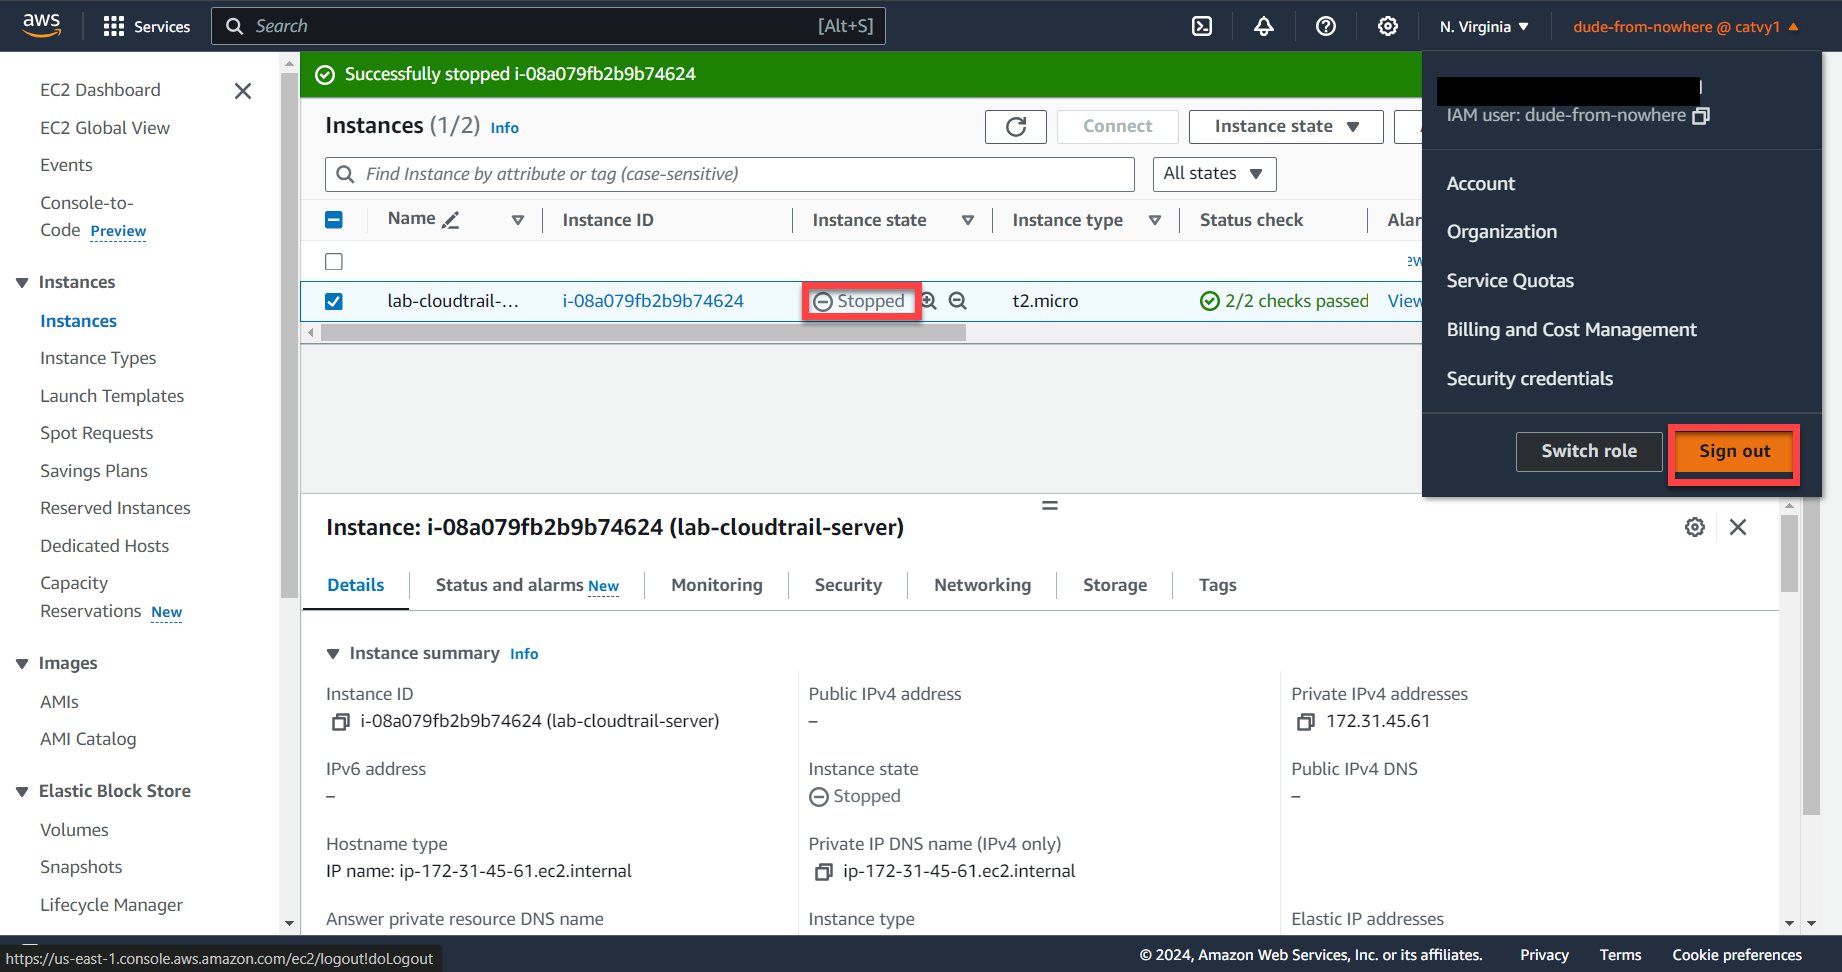 aws
Services
Search [Alt+S]
N. Virginia
dude-from-nowhere @ catvy1
IAM user: dude-from-nowhere
Account
Organization
Service Quotas
Billing and Cost Management
Security credentials
Switch role
Sign out
EC2 Dashboard
EC2 Global View
Events
Console-to-
Code Preview
Instances
Instances
Instance Types
Launch Templates
Spot Requests
Savings Plans
Reserved Instances
Dedicated Hosts
Capacity
Reservations New
Images
AMIs
AMI Catalog
Elastic Block Store
Volumes
Snapshots
Lifecycle Manager
Successfully stopped i-08a079fb2b9b74624
Instances (1/2) Info
Connect
Instance state
Find Instance by attribute or tag (case-sensitive)
All states
Name Instance ID Instance state Instance type Status check Alar
ew
lab-cloudtrail-... i-08a079fb2b9b74624 Stopped t2.micro 2/2 checks passed View
Instance: i-08a079fb2b9b74624 (lab-cloudtrail-server)
Details Status and alarms New Monitoring Security Networking Storage Tags
Instance summary Info
Instance ID
i-08a079fb2b9b74624 (lab-cloudtrail-server)
Public IPv4 address
–
Private IPv4 addresses
172.31.45.61
IPv6 address
–
Instance state
Stopped
Public IPv4 DNS
–
Hostname type
IP name: ip-172-31-45-61.ec2.internal
Private IP DNS name (IPv4 only)
ip-172-31-45-61.ec2.internal
Answer private resource DNS name
Instance type
Elastic IP addresses
https://us-east-1.console.aws.amazon.com/ec2/logout!doLogout
© 2024, Amazon Web Services, Inc. or its affiliates.
Privacy
Terms
Cookie preferences